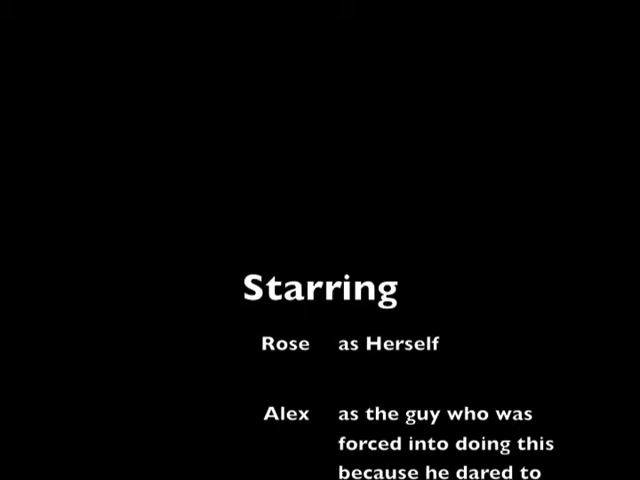 Starring
Rose as Herself
Alex as the guy who was
forced into doing this
because he dared to